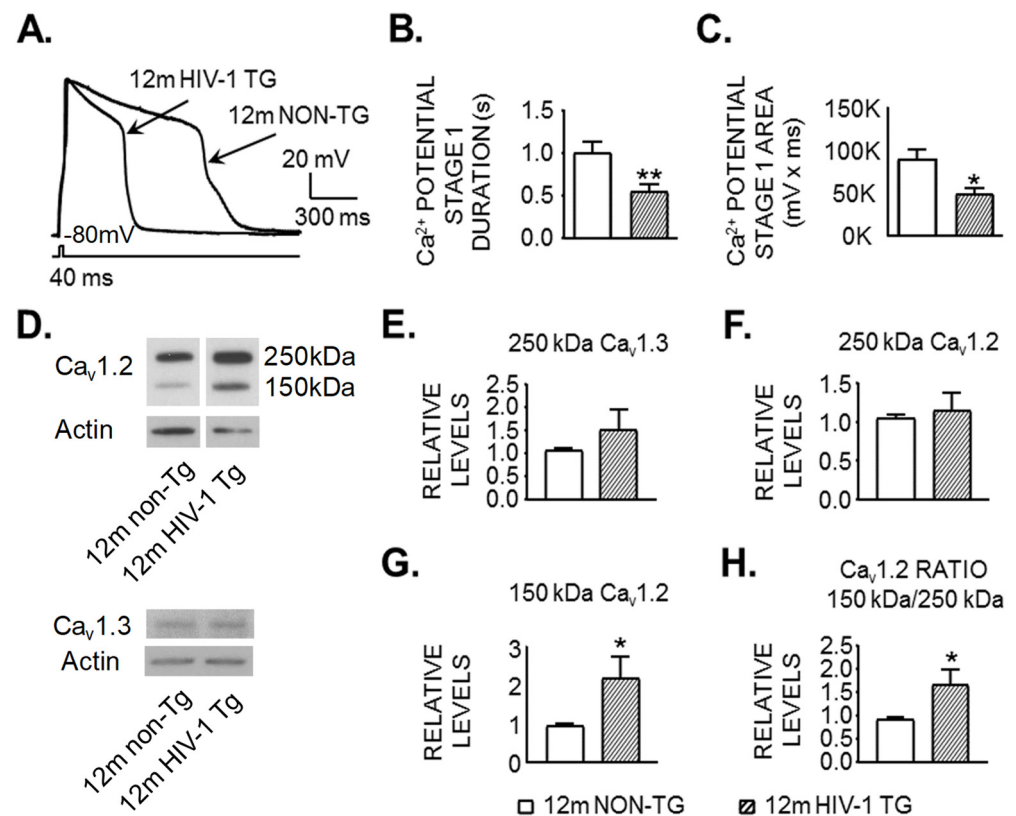 A.
12m HIV-1 TG
12m NON-TG
20 mV
300 ms
-80mV
40 ms
B.
Ca²⁺ POTENTIAL
STAGE 1
DURATION (s)
1.5
1.0
0.5
0.0
**
C.
Ca²⁺ POTENTIAL
STAGE 1 AREA
(mV x ms)
150K
100K
50K
0K
*
D.
Caᵥ1.2
250kDa
150kDa
Actin
12m non-Tg
12m HIV-1 Tg
Caᵥ1.3
Actin
12m non-Tg
12m HIV-1 Tg
E.
250 kDa Caᵥ1.3
RELATIVE
LEVELS
2.5
2.0
1.5
1.0
0.5
0.0
F.
250 kDa Caᵥ1.2
RELATIVE
LEVELS
1.5
1.0
0.5
0.0
G.
150 kDa Caᵥ1.2
RELATIVE
LEVELS
3
2
1
0
*
H.
Caᵥ1.2 RATIO
150 kDa/250 kDa
RELATIVE
LEVELS
2.5
2.0
1.5
1.0
0.5
0.0
*
12m NON-TG
12m HIV-1 TG